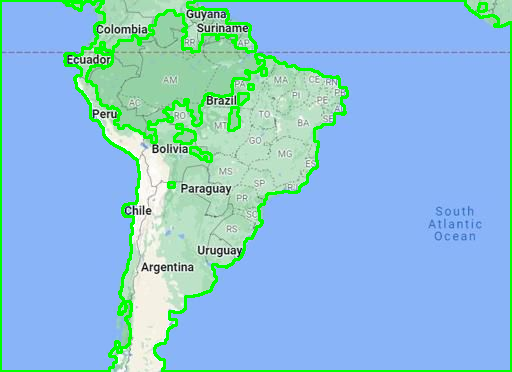 Guyana
Colombia
Suriname
RR
AP
Ecuador
AM
PA
MA
CE
RN
PI
PB
PE
AC
Brazil
TO
AL
SE
Peru
RO
MT
BA
GO
Bolivia
MG
ES
MS
SP
RJ
Paraguay
PR
Chile
SC
RS
South
Atlantic
Ocean
Uruguay
Argentina